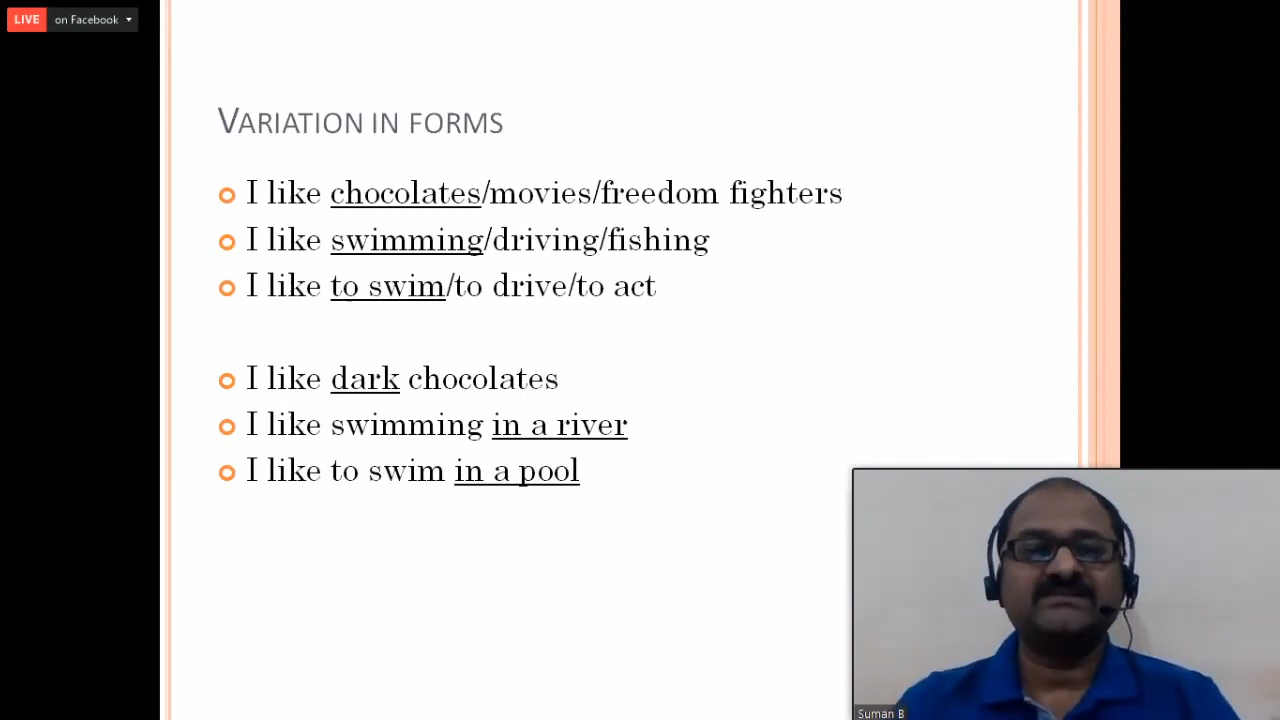 LIVE on Facebook
VARIATION IN FORMS
I like chocolates/movies/freedom fighters
I like swimming/driving/fishing
I like to swim/to drive/to act
I like dark chocolates
I like swimming in a river
I like to swim in a pool
Suman B